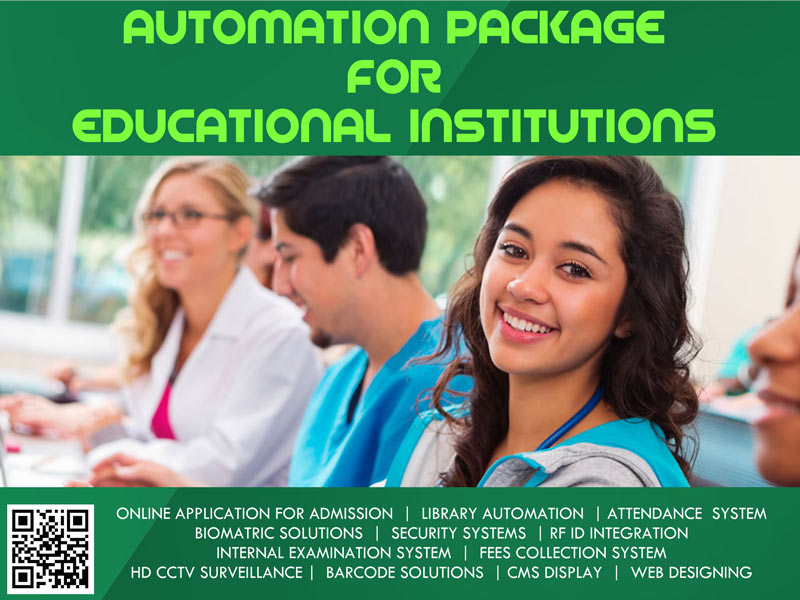 AUTOMATION PACKAGE
FOR
EDUCATIONAL INSTITUTIONS
ONLINE APPLICATION FOR ADMISSION | LIBRARY AUTOMATION | ATTENDANCE SYSTEM
BIOMATRIC SOLUTIONS | SECURITY SYSTEMS | RF ID INTEGRATION
INTERNAL EXAMINATION SYSTEM | FEES COLLECTION SYSTEM
HD CCTV SURVEILLANCE | BARCODE SOLUTIONS | CMS DISPLAY | WEB DESIGNING